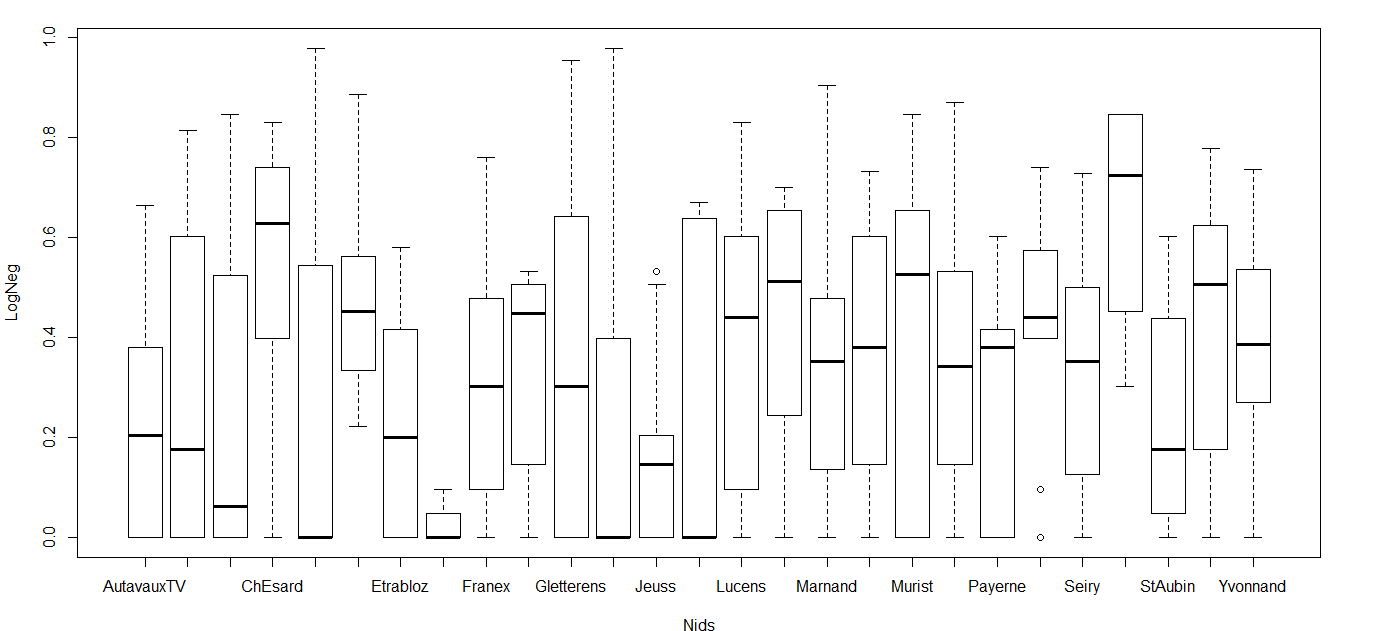 LogNeg
1.0
0.8
0.6
0.4
0.2
0.0
AutavauxTV ChEsard Etrabloz Franex Gletterens Jeuss Lucens Marnand Murist Payerne Seiry StAubin Yvonnand
Nids